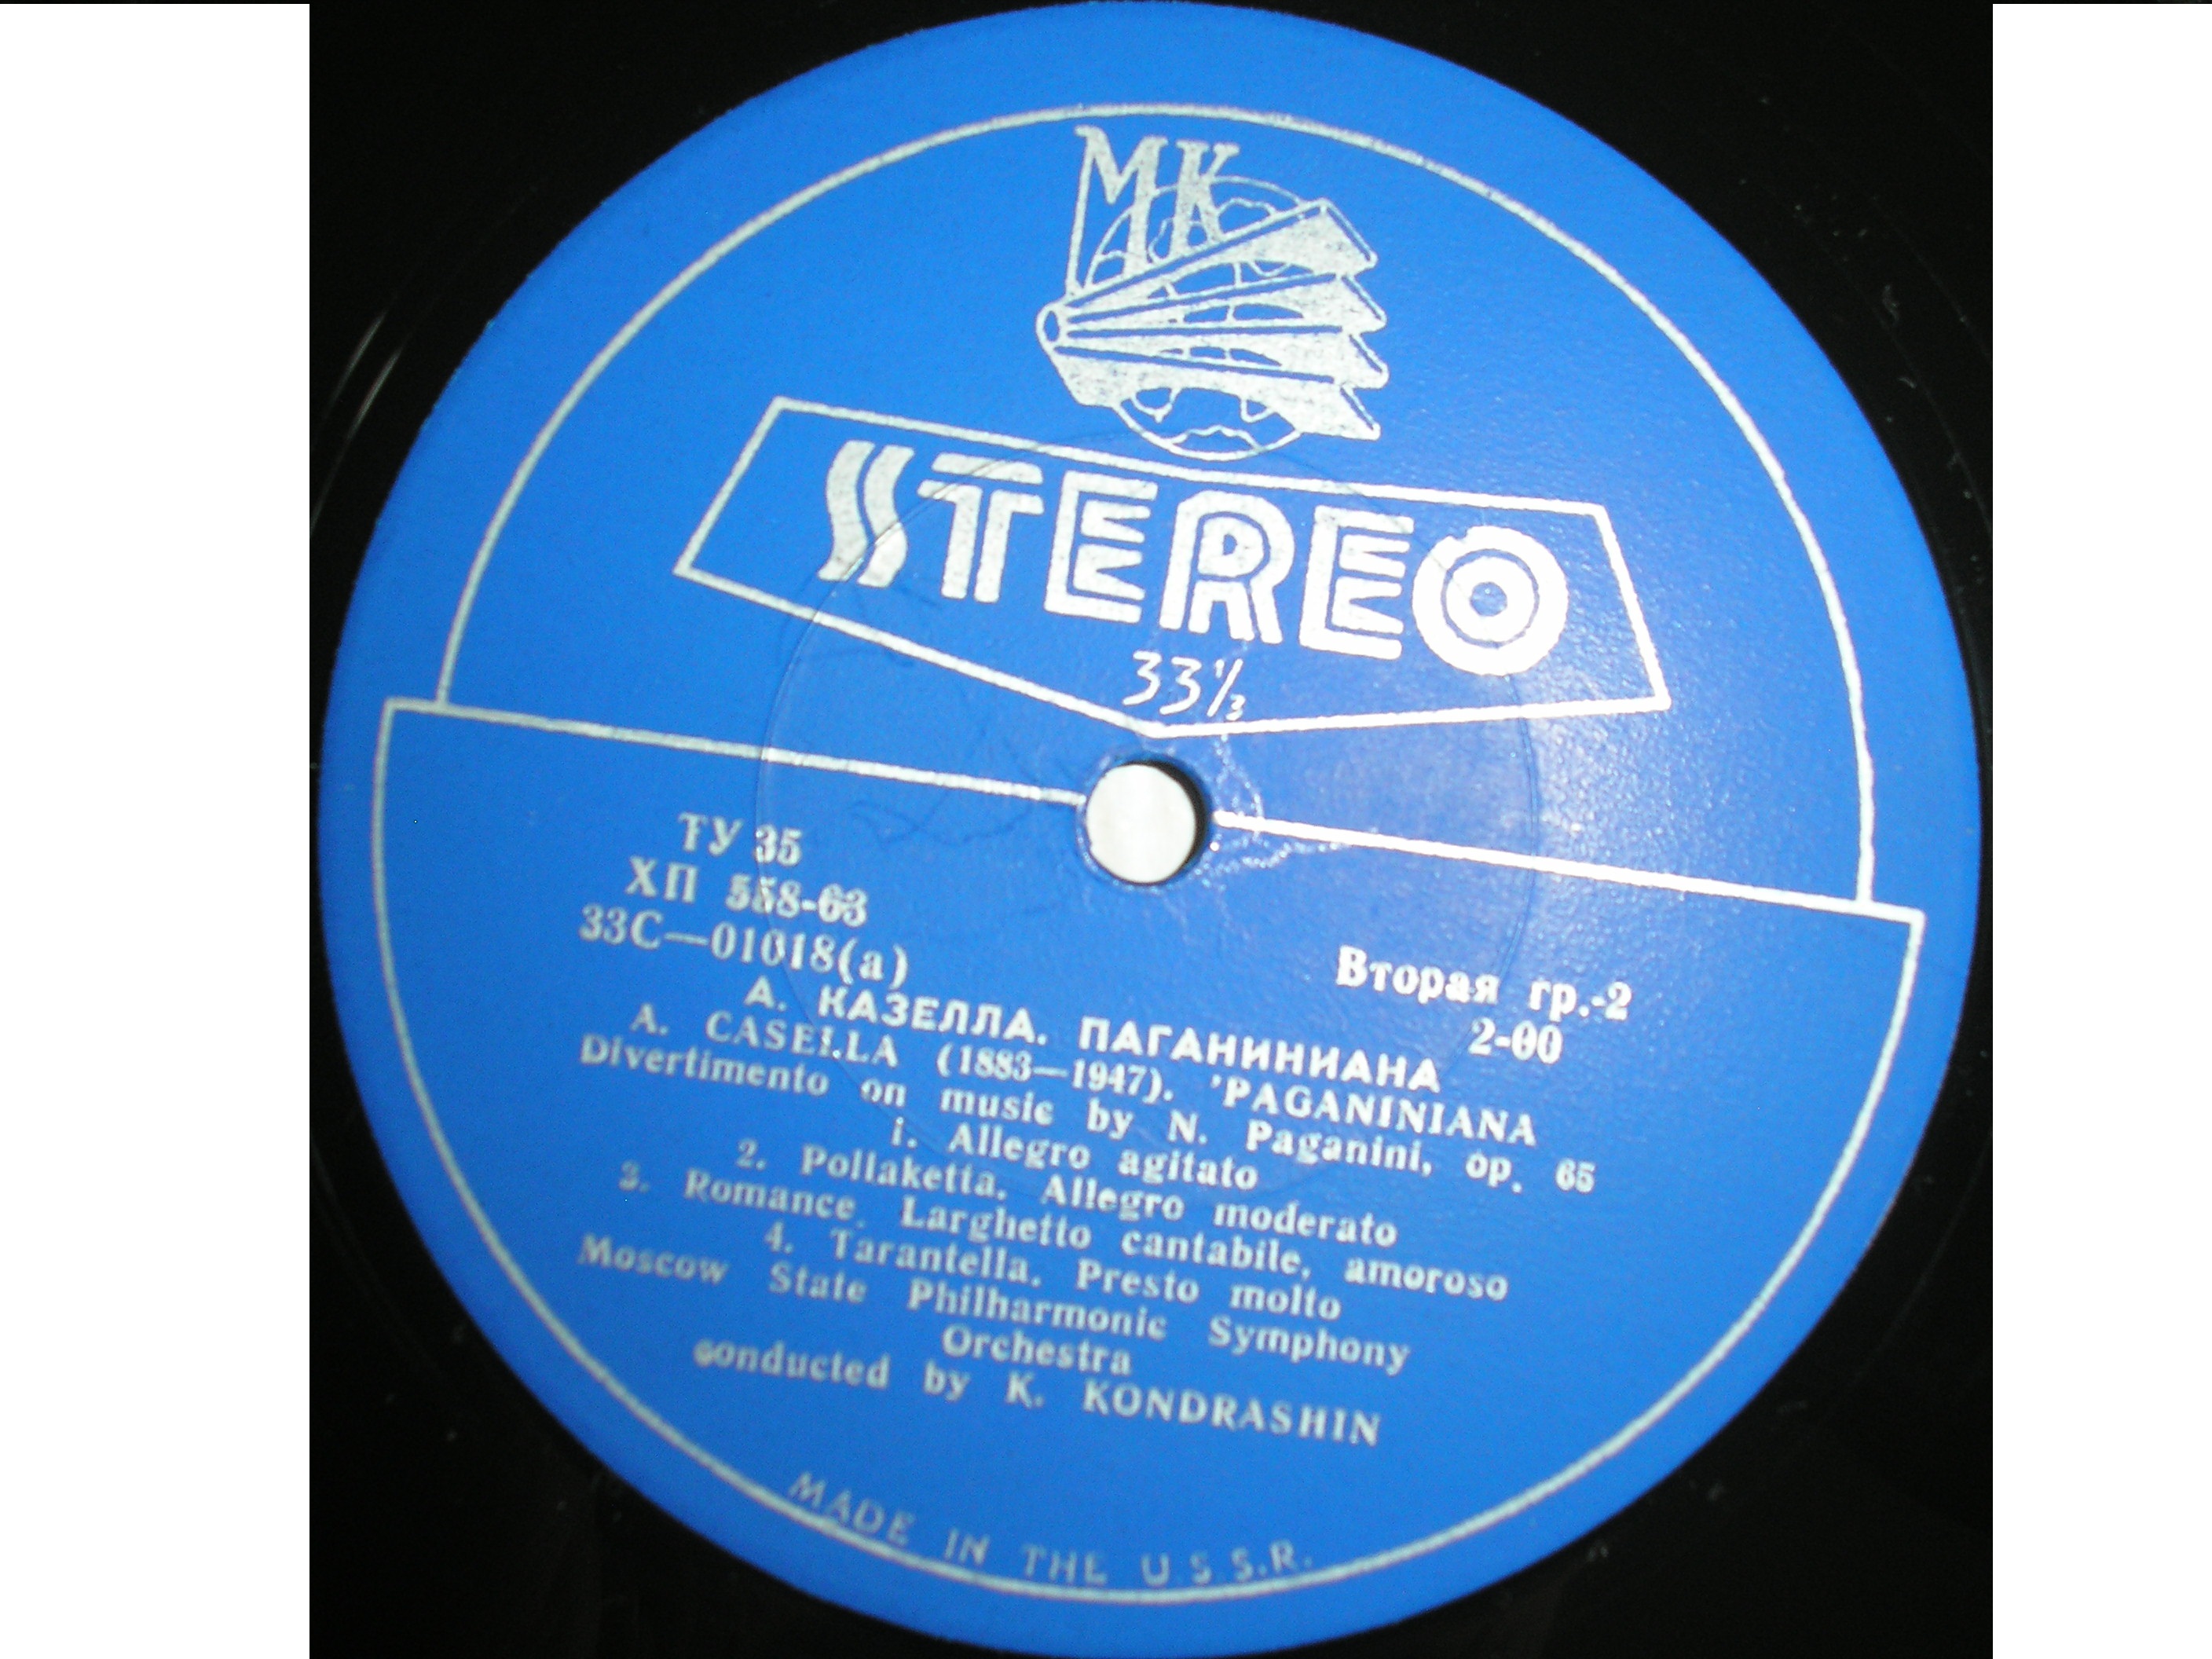 МК
STEREO
33⅓
ТУ 35
ХП 558-63
33С—01018(а)
Вторая гр.-2
2-00
А. КАЗЕЛЛА. ПАГАНИНИАНА
A. CASELLA (1883—1947). 'PAGANINIANA
Divertimento on music by N. Paganini, op. 65
1. Allegro agitato
2. Pollaketta. Allegro moderato
3. Romance. Larghetto cantabile, amoroso
4. Tarantella. Presto molto
Moscow State Philharmonic Symphony
Orchestra
conducted by K. KONDRASHIN
MADE IN THE U.S.S.R.